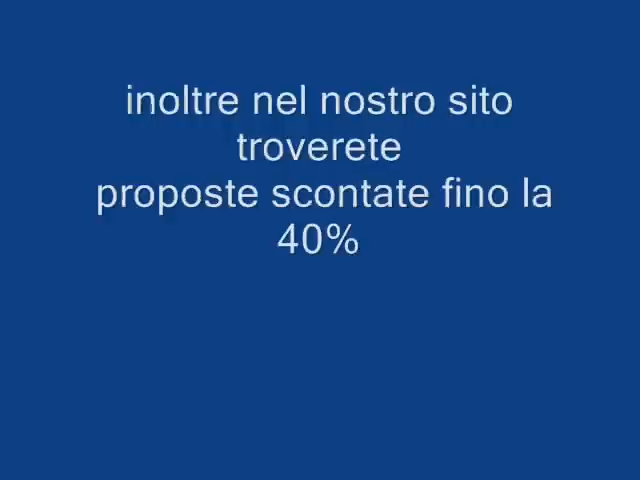 inoltre nel nostro sito
troverete
proposte scontate fino la
40%